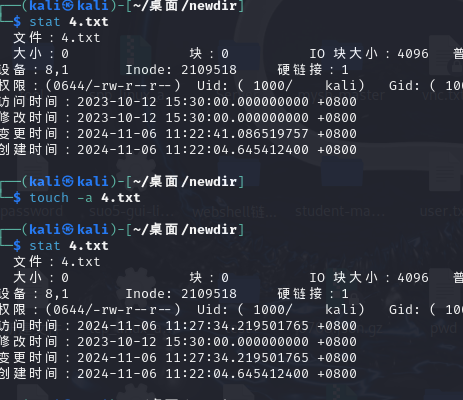 ┌──(kali㉿kali)-[~/桌面/newdir]
└─$ stat 4.txt
文件：4.txt
大小：0 块：0 IO 块大小：4096 普
设备：8,1 Inode: 2109518 硬链接：1
权限：(0644/-rw-r--r--) Uid: ( 1000/ kali) Gid: ( 10
访问时间：2023-10-12 15:30:00.000000000 +0800
修改时间：2023-10-12 15:30:00.000000000 +0800
变更时间：2024-11-06 11:22:41.086519757 +0800
创建时间：2024-11-06 11:22:04.645412400 +0800
┌──(kali㉿kali)-[~/桌面/newdir]
└─$ touch -a 4.txt
┌──(kali㉿kali)-[~/桌面/newdir]
└─$ stat 4.txt
文件：4.txt
大小：0 块：0 IO 块大小：4096 普
设备：8,1 Inode: 2109518 硬链接：1
权限：(0644/-rw-r--r--) Uid: ( 1000/ kali) Gid: ( 10
访问时间：2024-11-06 11:27:34.219501765 +0800
修改时间：2023-10-12 15:30:00.000000000 +0800
变更时间：2024-11-06 11:27:34.219501765 +0800
创建时间：2024-11-06 11:22:04.645412400 +0800